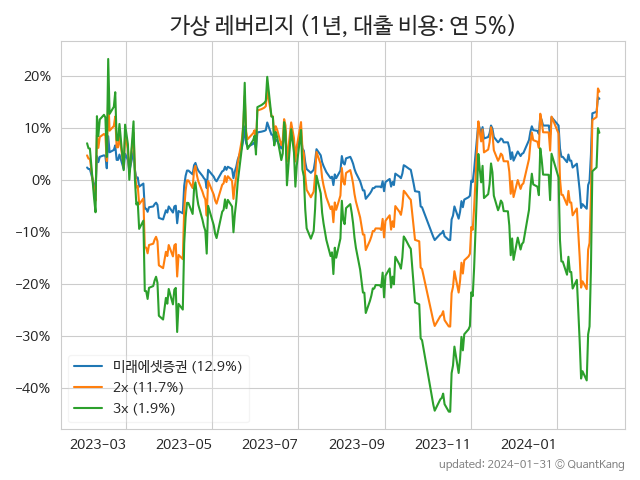 가상 레버리지 (1년, 대출 비용: 연 5%)
20%
10%
0%
−10%
−20%
−30%
−40%
미래에셋증권 (12.9%)
2x (11.7%)
3x (1.9%)
2023-03 2023-05 2023-07 2023-09 2023-11 2024-01
updated: 2024-01-31 © QuantKang